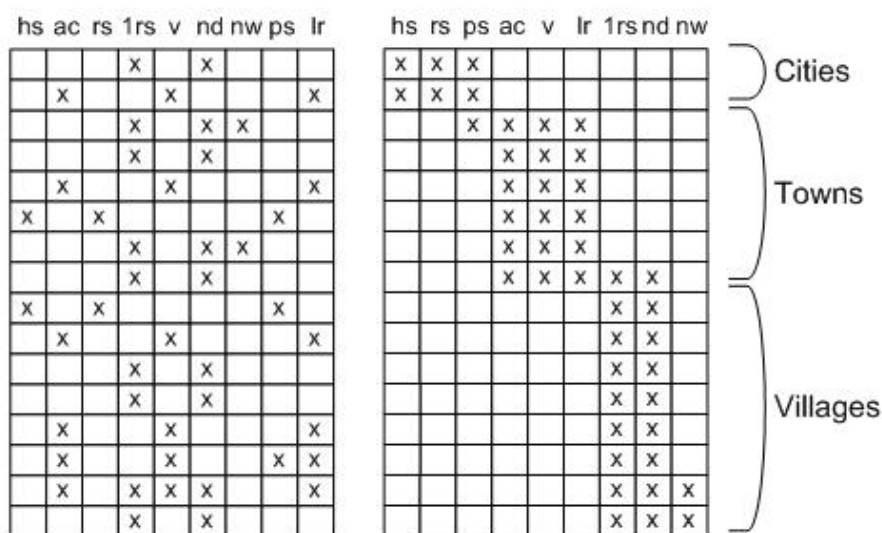 hs ac rs 1rs v nd nw ps lr
x x
x x x
x x x
x x
x x x
x x x
x x x
x x
x x x
x x x
x x
x x
x x x
x x x x
x x x x x
x x
hs rs ps ac v lr 1rs nd nw
x x x
x x x
x x x x
x x x
x x x
x x x
x x x
x x x x x
x x
x x
x x
x x
x x
x x
x x x
x x x
Cities
Towns
Villages